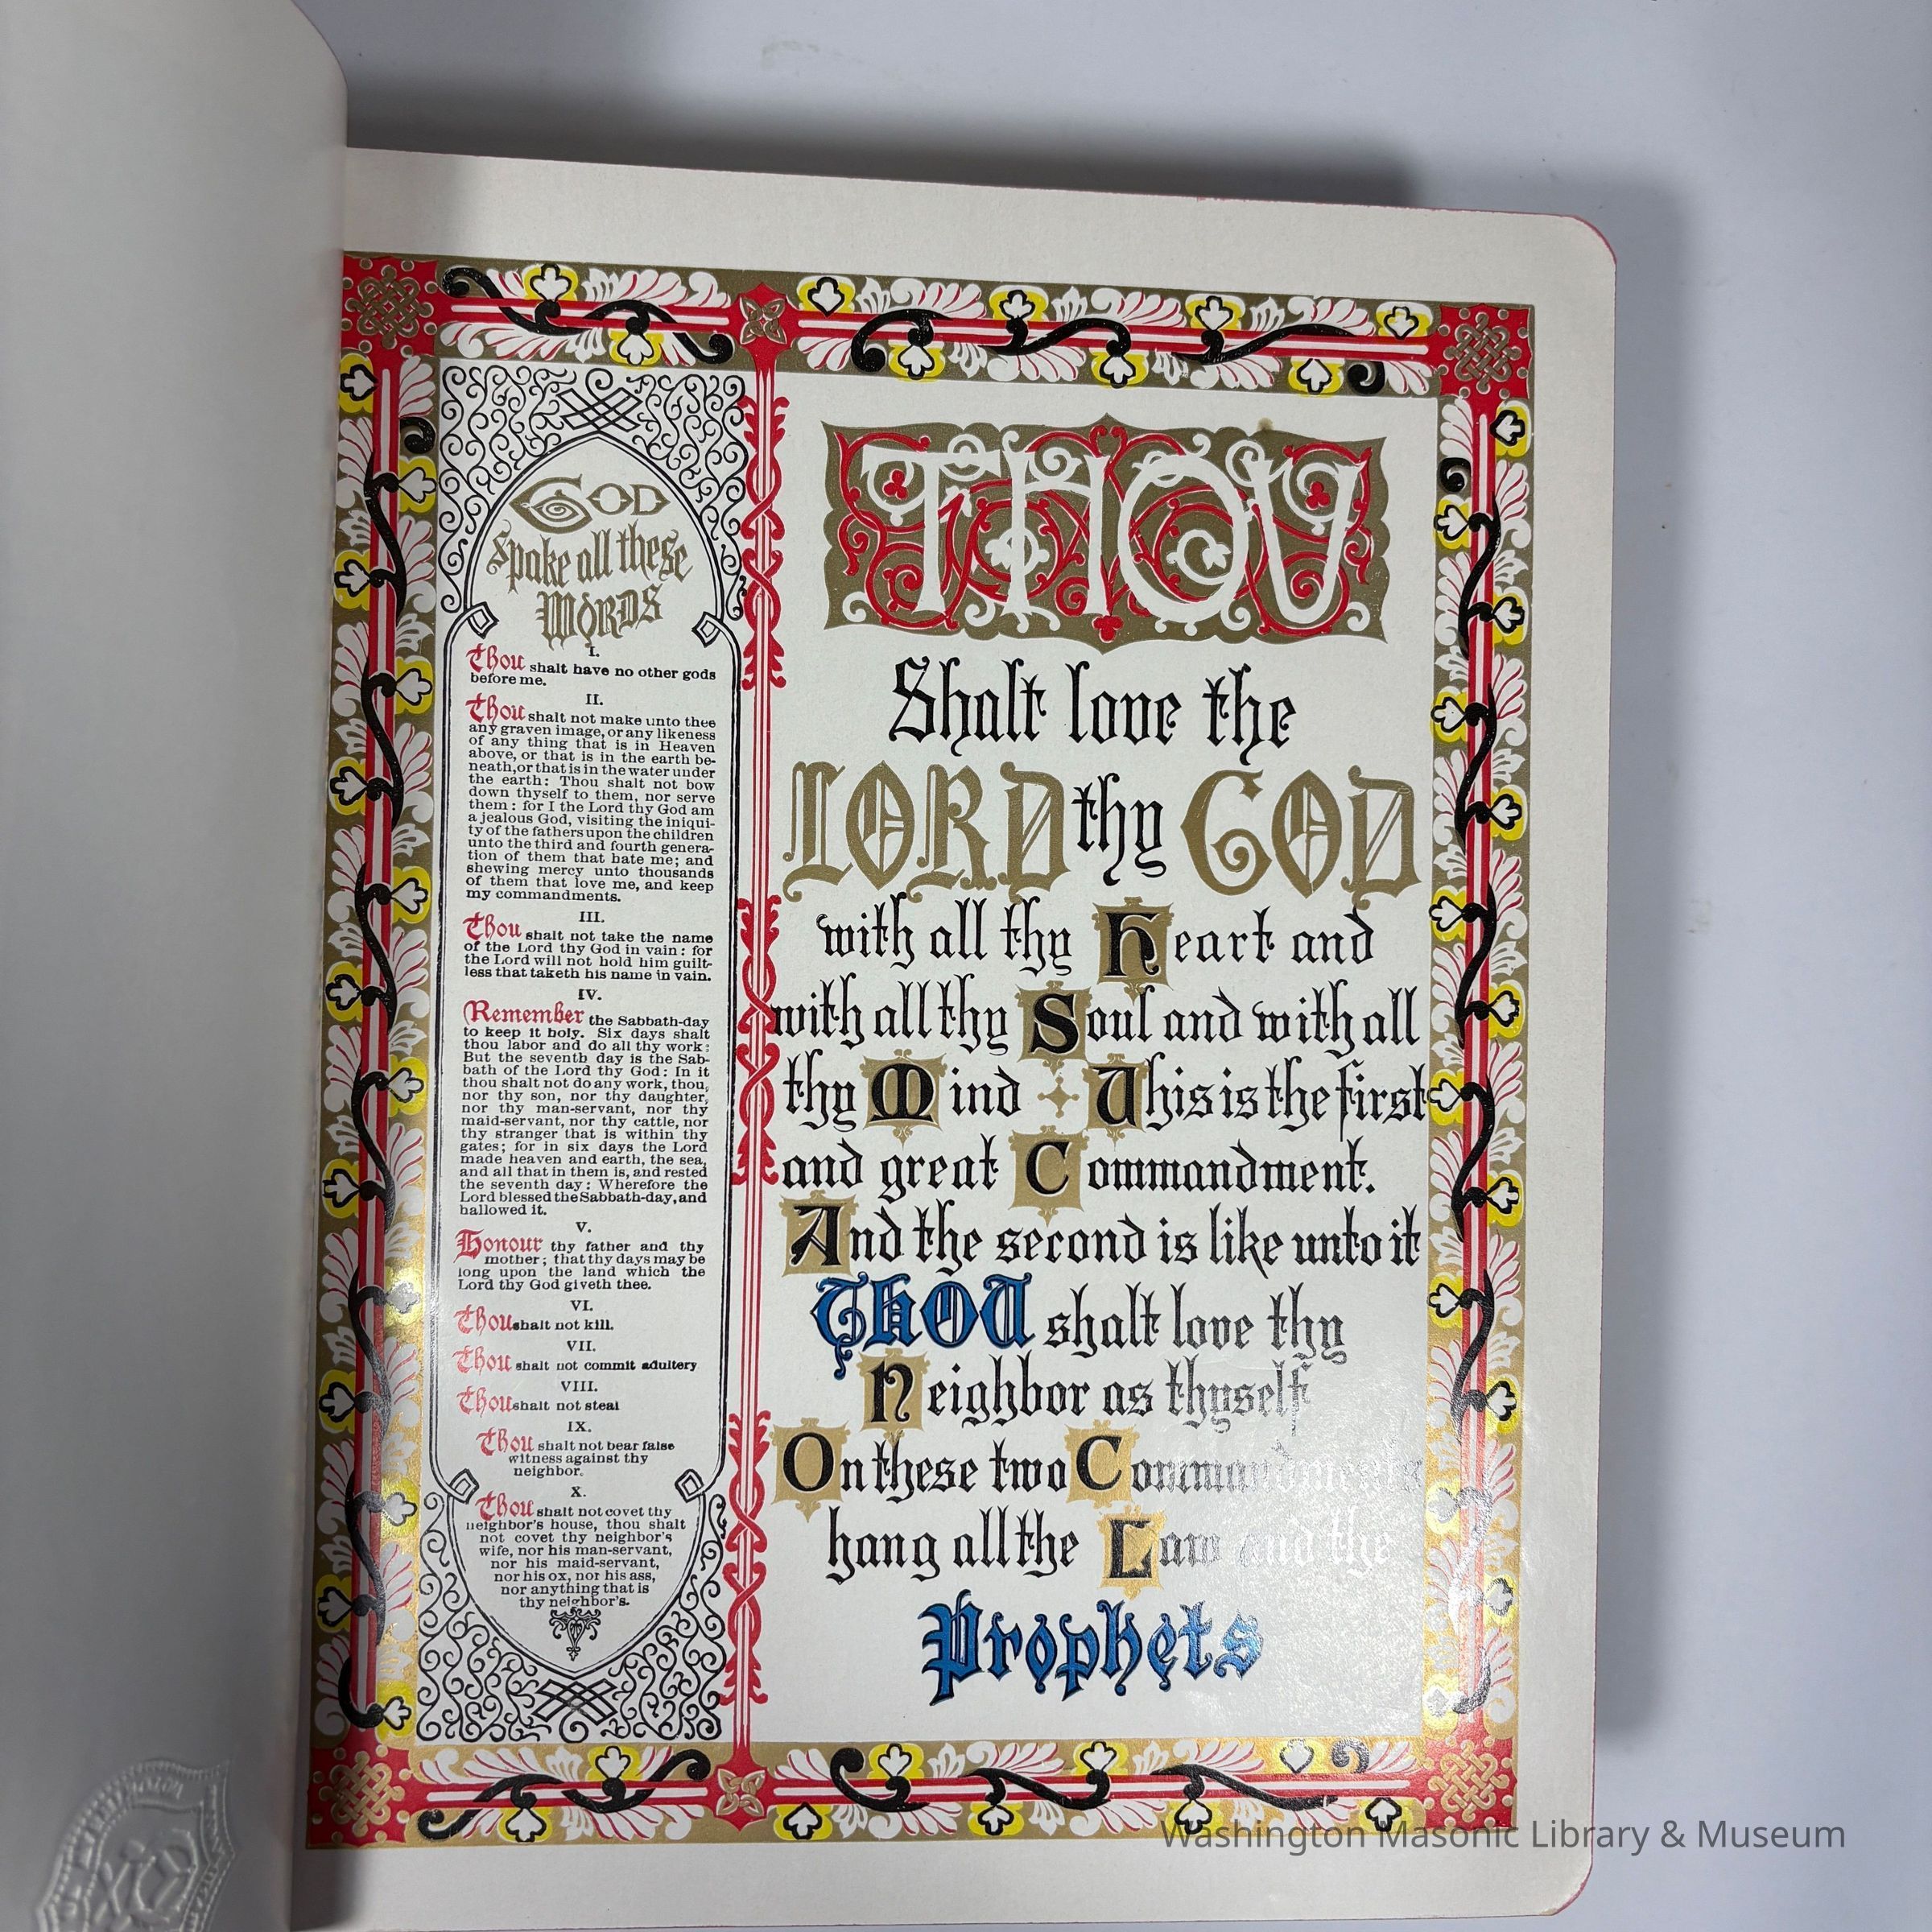 GOD
spake all these
WORDS
I.
Thou shalt have no other gods
before me.
II.
Thou shalt not make unto thee
any graven image, or any likeness
of any thing that is in Heaven
above, or that is in the earth be-
neath, or that is in the water under
the earth: Thou shalt not bow
down thyself to them, nor serve
them: for I the Lord thy God am
a jealous God, visiting the iniqui-
ty of the fathers upon the children
unto the third and fourth genera-
tion of them that hate me; and
shewing mercy unto thousands
of them that love me, and keep
my commandments.
III.
Thou shalt not take the name
of the Lord thy God in vain: for
the Lord will not hold him guilt-
less that taketh his name in vain.
IV.
Remember the Sabbath-day
to keep it holy. Six days shalt
thou labor and do all thy work:
But the seventh day is the Sab-
bath of the Lord thy God: In it
thou shalt not do any work, thou,
nor thy son, nor thy daughter,
nor thy man-servant, nor thy
maid-servant, nor thy cattle, nor
thy stranger that is within thy
gates; for in six days the Lord
made heaven and earth, the sea,
and all that in them is, and rested
the seventh day: Wherefore the
Lord blessed the Sabbath-day, and
hallowed it.
V.
Honour thy father and thy
mother; that thy days may be
long upon the land which the
Lord thy God giveth thee.
VI.
Thou shalt not kill.
VII.
Thou shalt not commit adultery
VIII.
Thou shalt not steal
IX.
Thou shalt not bear false
witness against thy
neighbor.
X.
Thou shalt not covet thy
neighbor's house, thou shalt
not covet thy neighbor's
wife, nor his man-servant,
nor his maid-servant,
nor his ox, nor his ass,
nor anything that is
thy neighbor's.
THOV
Shalt love the
LORD thy GOD
with all thy Heart and
with all thy Soul and with all
thy Mind This is the first
and great Commandment.
And the second is like unto it
THOU shalt love thy
Neighbor as thyself
On these two Commandments
hang all the Law and the
Prophets
Washington Masonic Library & Museum